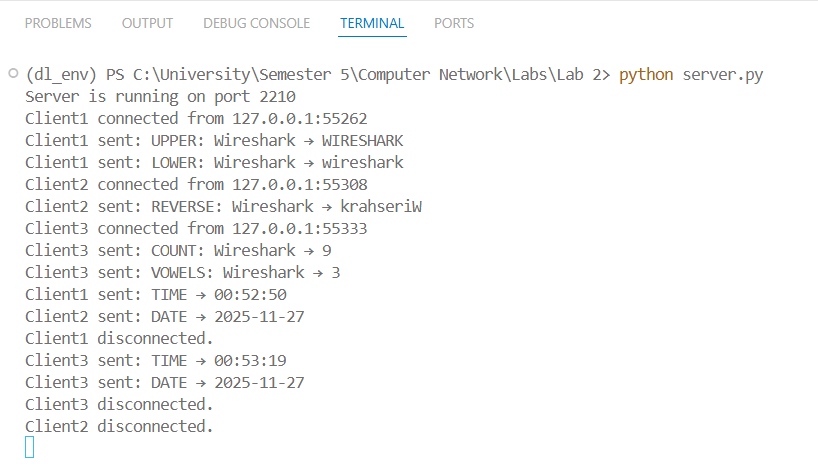 PROBLEMS OUTPUT DEBUG CONSOLE TERMINAL PORTS
(dl_env) PS C:\University\Semester 5\Computer Network\Labs\Lab 2> python server.py
Server is running on port 2210
Client1 connected from 127.0.0.1:55262
Client1 sent: UPPER: Wireshark → WIRESHARK
Client1 sent: LOWER: Wireshark → wireshark
Client2 connected from 127.0.0.1:55308
Client2 sent: REVERSE: Wireshark → krahseriW
Client3 connected from 127.0.0.1:55333
Client3 sent: COUNT: Wireshark → 9
Client3 sent: VOWELS: Wireshark → 3
Client1 sent: TIME → 00:52:50
Client2 sent: DATE → 2025-11-27
Client1 disconnected.
Client3 sent: TIME → 00:53:19
Client3 sent: DATE → 2025-11-27
Client3 disconnected.
Client2 disconnected.